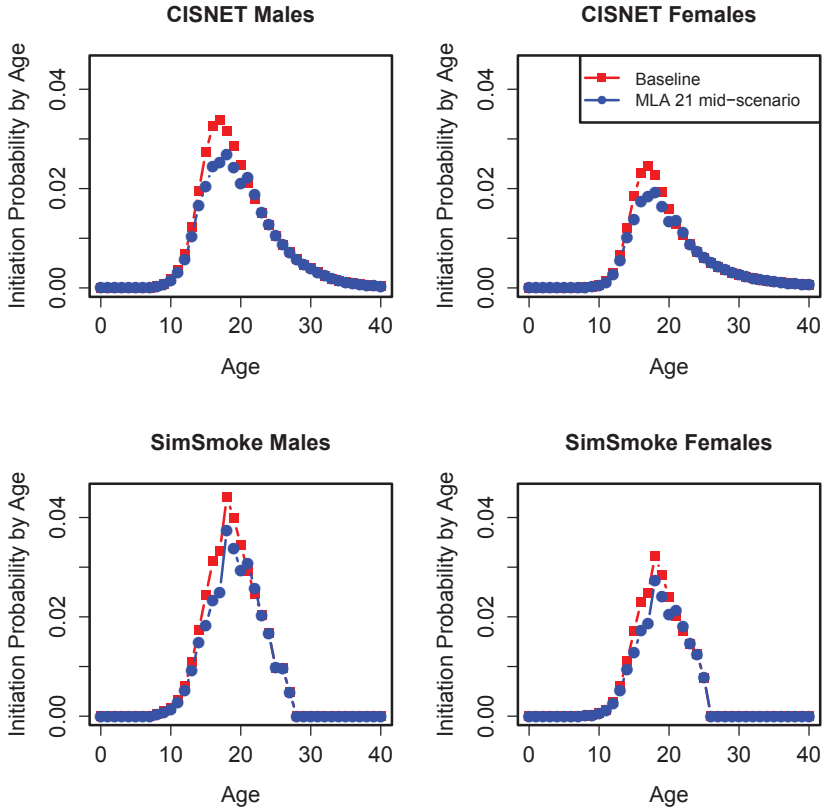 CISNET Males
Initiation Probability by Age
0.04
0.02
0.00
0 10 20 30 40
Age
CISNET Females
Baseline
MLA 21 mid−scenario
Initiation Probability by Age
0.04
0.02
0.00
0 10 20 30 40
Age
SimSmoke Males
Initiation Probability by Age
0.04
0.02
0.00
0 10 20 30 40
Age
SimSmoke Females
Initiation Probability by Age
0.04
0.02
0.00
0 10 20 30 40
Age